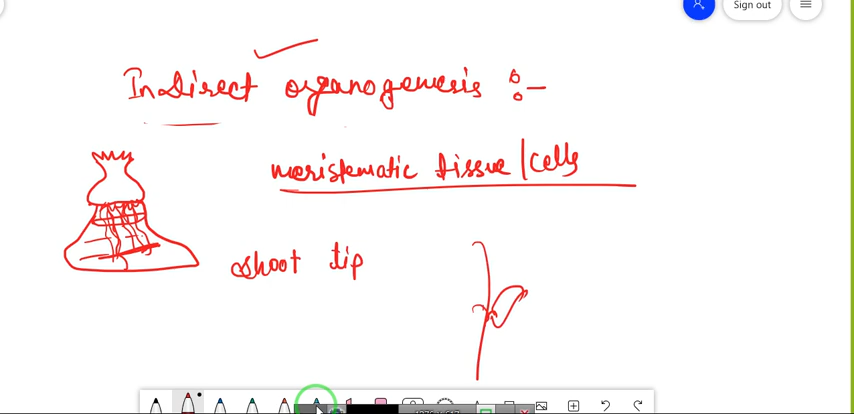 Sign out
Indirect organogenesis :-
meristematic tissue/cells
shoot tip